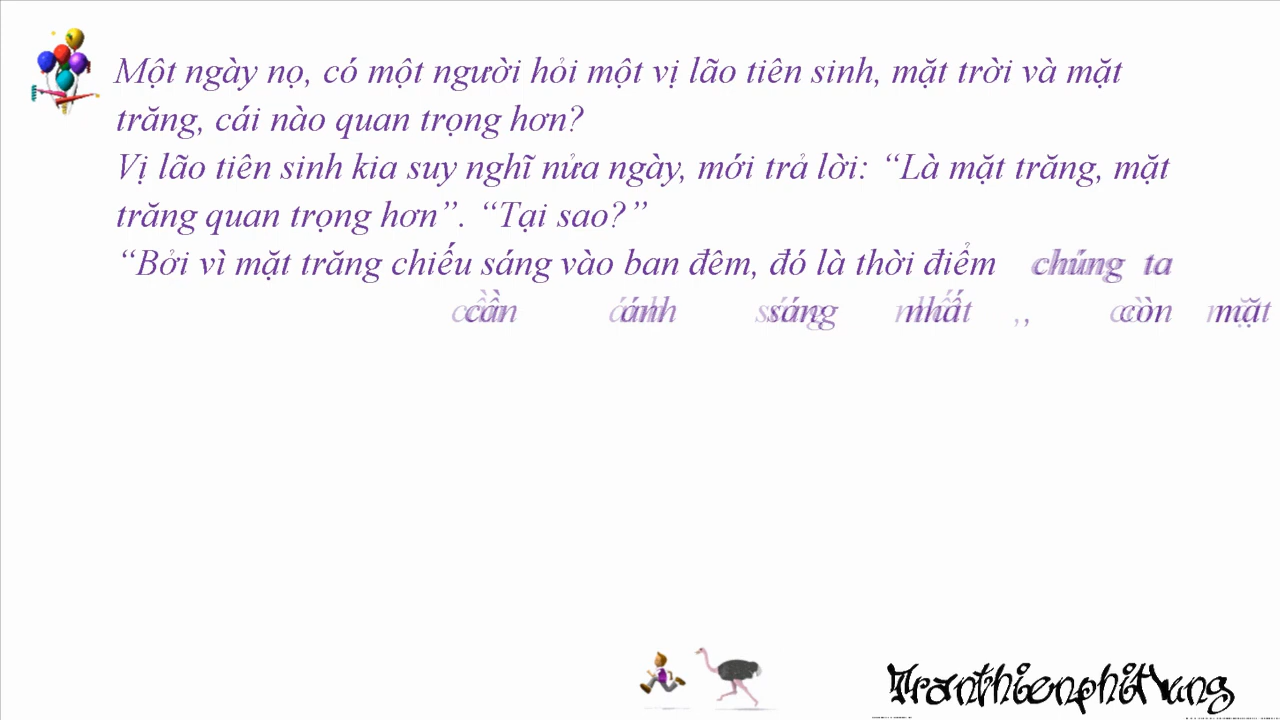 Một ngày nọ, có một người hỏi một vị lão tiên sinh, mặt trời và mặt
trăng, cái nào quan trọng hơn?
Vị lão tiên sinh kia suy nghĩ nửa ngày, mới trả lời: “Là mặt trăng, mặt
trăng quan trọng hơn”. “Tại sao?”
“Bởi vì mặt trăng chiếu sáng vào ban đêm, đó là thời điểm chúng ta
cần ánh sáng nhất , còn mặt